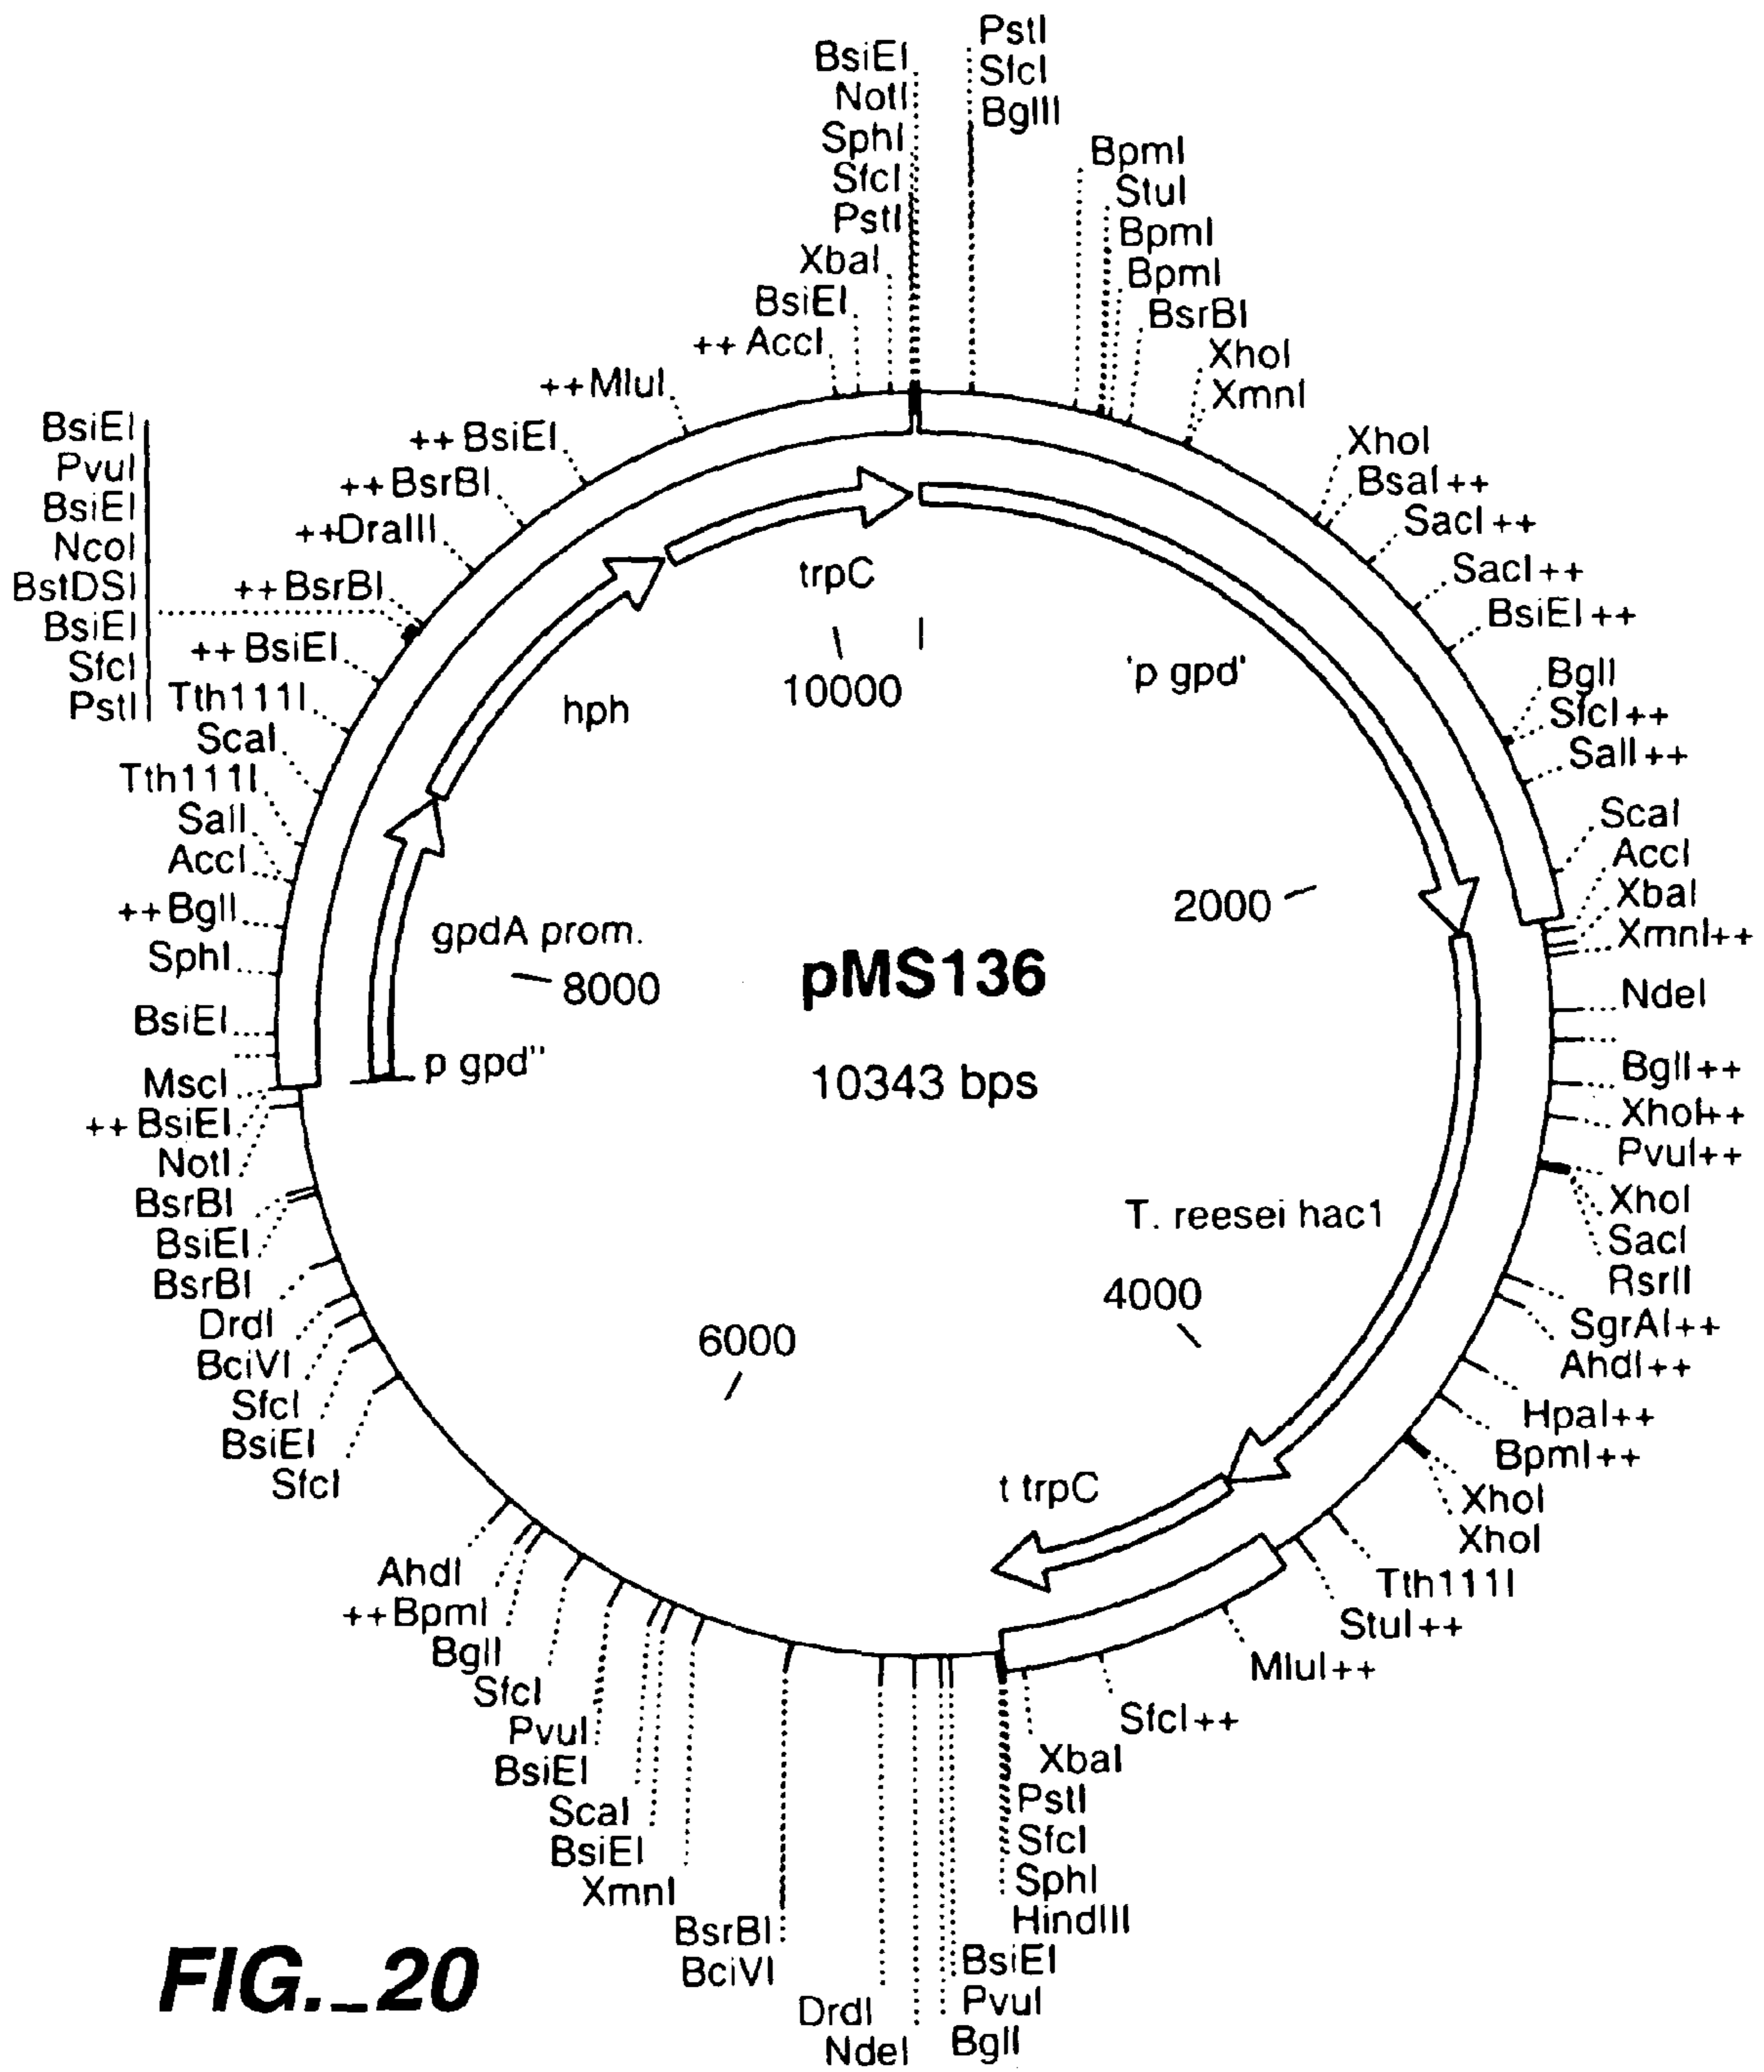 BsiEI
NotI
SphI
SfcI
PstI
XbaI
BsiEI
++ AccI
++MluI
++ BsiEI
++BsrBI
++DraIII
++BsrBI
BsiEI
PvuI
BsiEI
NcoI
BstDSI
BsiEI
SfcI
PstI
++ BsiEI
Tth111I
ScaI
Tth111I
SalI
AccI
++BglI
SphI
BsiEI
MscI
++ BsiEI
NotI
BsrBI
BsiEI
BsrBI
DrdI
BciVI
SfcI
BsiEI
SfcI
AhdI
++BpmI
BglI
SfcI
PvuI
BsiEI
ScaI
BsiEI
XmnI
BsrBI
BciVI
DrdI
NdeI
PstI
SfcI
BglII
BpmI
StuI
BpmI
BpmI
BsrBI
XhoI
XmnI
XhoI
BsaI++
SacI++
SacI++
BsiEI++
BglI
SfcI++
SalI++
ScaI
AccI
XbaI
XmnI++
NdeI
BglI++
XhoI++
PvuI++
XhoI
SacI
RsrII
SgrAI++
AhdI++
HpaI++
BpmI++
XhoI
XhoI
Tth111I
StuI++
MluI++
SfcI++
XbaI
PstI
SfcI
SphI
HindIII
BsiEI
PvuI
BglI
trpC
10000
'p gpd'
hph
2000
gpdA prom.
8000
pMS136
p gpd"
10343 bps
T. reesei hac1
4000
6000
t trpC
FIG._20